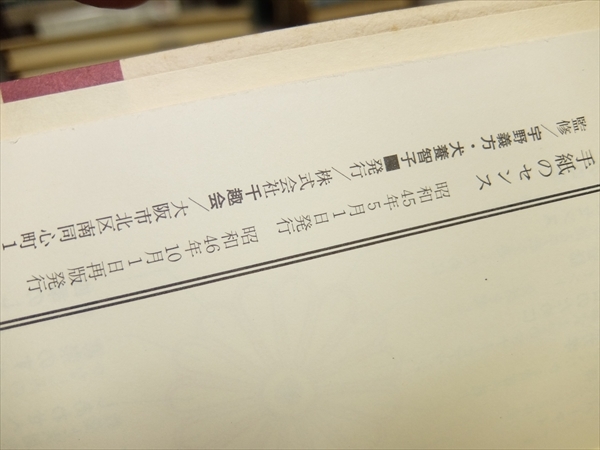 手紙のセンス
監修/宇野義方・犬養智子■発行/株式会社千趣会/大阪市北区南同心町1
昭和45年5月1日発行
昭和46年10月1日再版発行